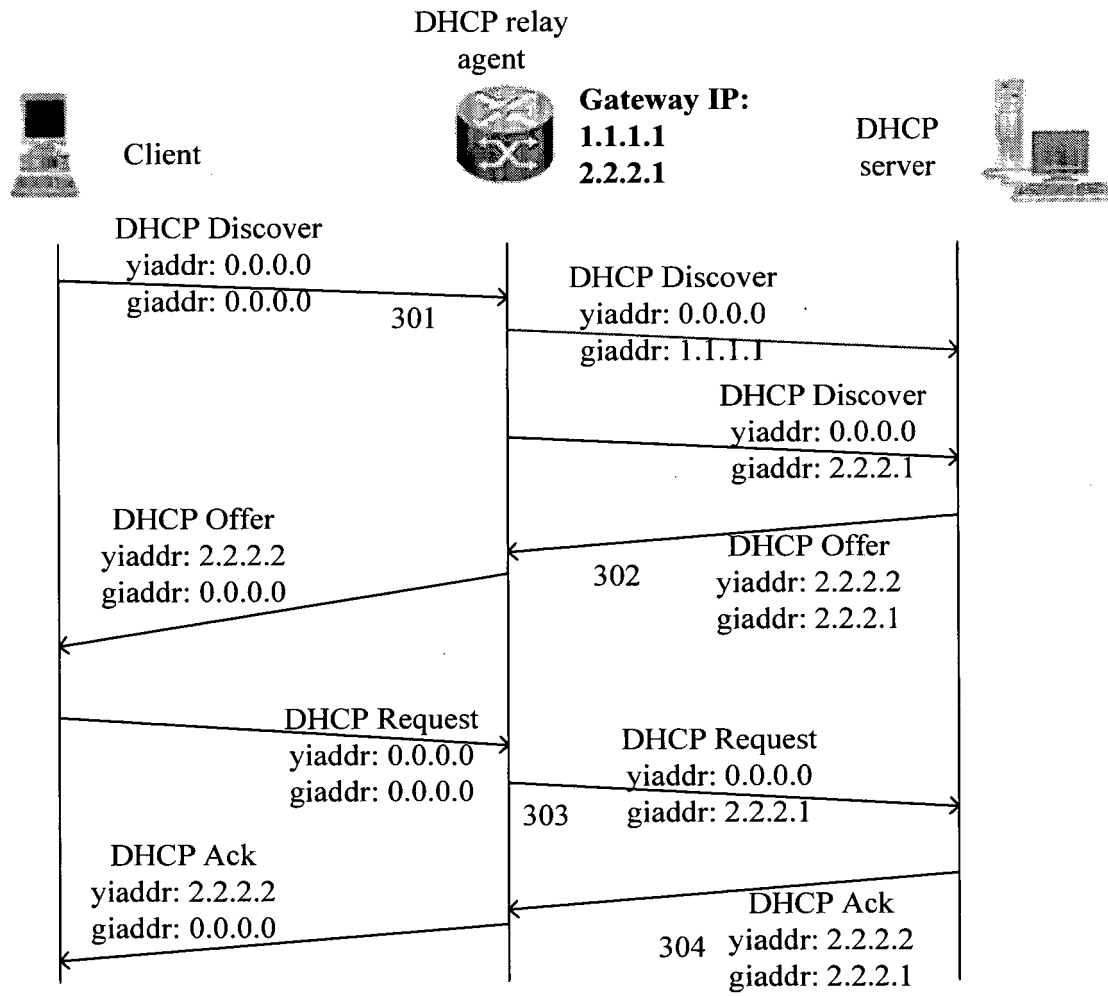 DHCP relay
agent
Gateway IP:
1.1.1.1
2.2.2.1
Client
DHCP
server
DHCP Discover
yiaddr: 0.0.0.0
giaddr: 0.0.0.0
301
DHCP Discover
yiaddr: 0.0.0.0
giaddr: 1.1.1.1
DHCP Discover
yiaddr: 0.0.0.0
giaddr: 2.2.2.1
DHCP Offer
yiaddr: 2.2.2.2
giaddr: 0.0.0.0
302
DHCP Offer
yiaddr: 2.2.2.2
giaddr: 2.2.2.1
DHCP Request
yiaddr: 0.0.0.0
giaddr: 0.0.0.0
303
DHCP Request
yiaddr: 0.0.0.0
giaddr: 2.2.2.1
DHCP Ack
yiaddr: 2.2.2.2
giaddr: 0.0.0.0
304
DHCP Ack
yiaddr: 2.2.2.2
giaddr: 2.2.2.1